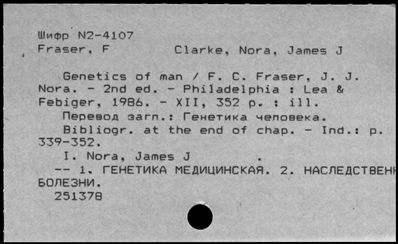 Шифр N2-4107
Fraser, F Clarke, Nora, James J
Genetics of man / F. C. Fraser, J. J.
Nora. - 2nd ed. - Philadelphia : Lea &
Febiger, 1986. - XII, 352 p. : ill.
Перевод загл.: Генетика человека.
Bibliogr. at the end of chap. - Ind.: p.
339-352.
I. Nora, James J .
-- 1. ГЕНЕТИКА МЕДИЦИНСКАЯ. 2. НАСЛЕДСТВЕНН
БОЛЕЗНИ.
251378